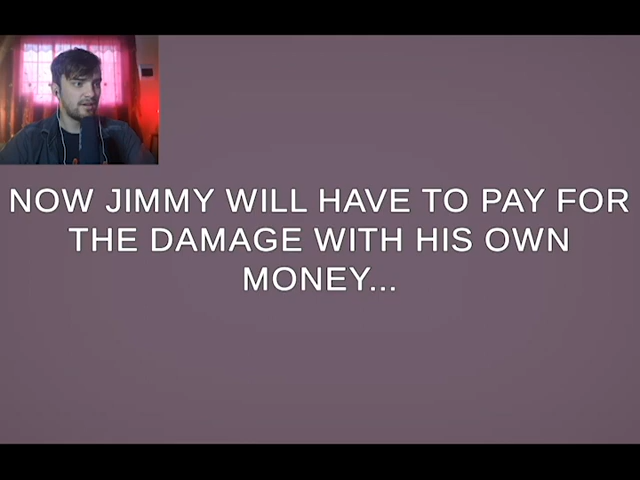 NOW JIMMY WILL HAVE TO PAY FOR
THE DAMAGE WITH HIS OWN
MONEY...